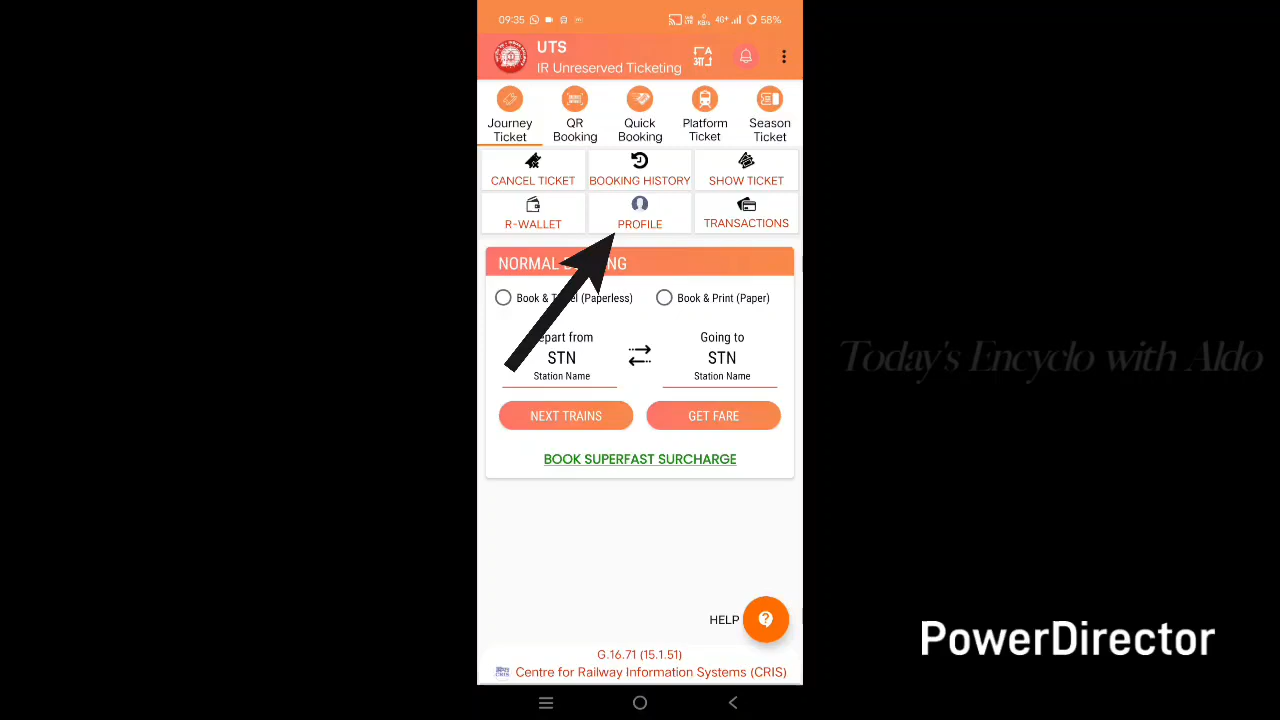 09:35
58%
4G+
UTS
IR Unreserved Ticketing
Journey Ticket
QR Booking
Quick Booking
Platform Ticket
Season Ticket
CANCEL TICKET
BOOKING HISTORY
SHOW TICKET
R-WALLET
PROFILE
TRANSACTIONS
NORMAL
Book & (Paperless)
Book & Print (Paper)
from
Going to
STN
STN
Station Name
Station Name
NEXT TRAINS
GET FARE
BOOK SUPERFAST SURCHARGE
Today's Encyclo with Aldo
HELP
PowerDirector
G.16.71 (15.1.51)
CRIS
Centre for Railway Information Systems (CRIS)